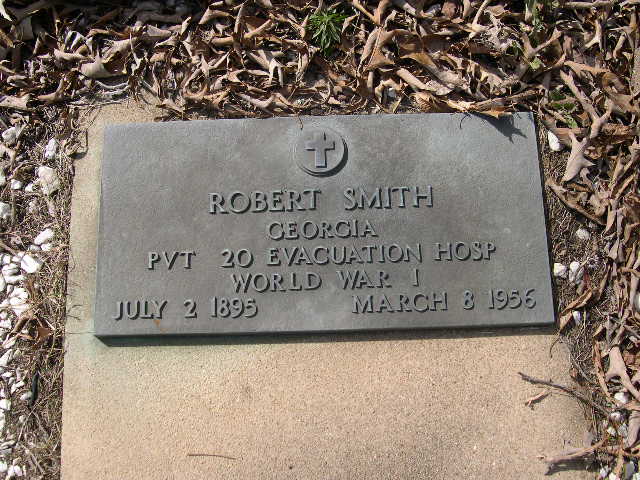 ROBERT SMITH
GEORGIA
PVT 20 EVACUATION HOSP
WORLD WAR I
JULY 2 1895 MARCH 8 1956